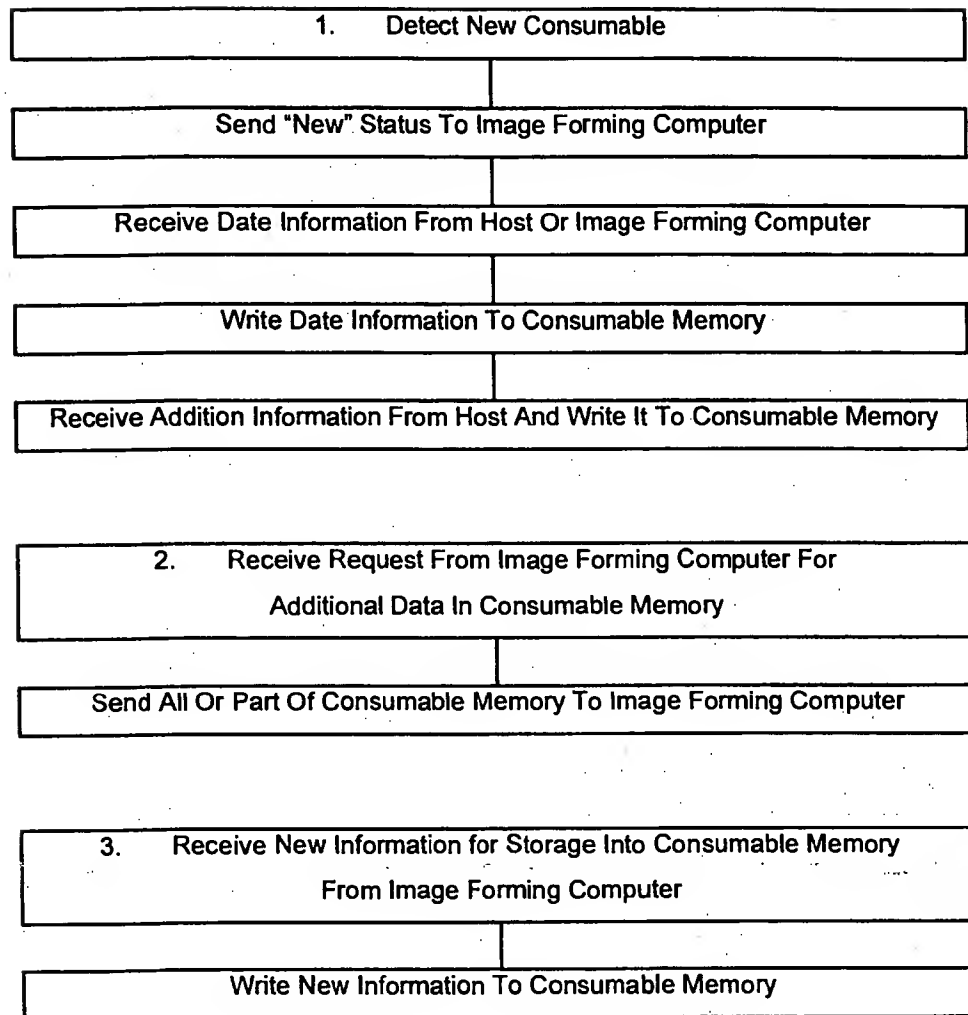 1. Detect New Consumable
Send "New" Status To Image Forming Computer
Receive Date Information From Host Or Image Forming Computer
Write Date Information To Consumable Memory
Receive Addition Information From Host And Write It To Consumable Memory
2. Receive Request From Image Forming Computer For
Additional Data In Consumable Memory
Send All Or Part Of Consumable Memory To Image Forming Computer
3. Receive New Information for Storage Into Consumable Memory
From Image Forming Computer
Write New Information To Consumable Memory